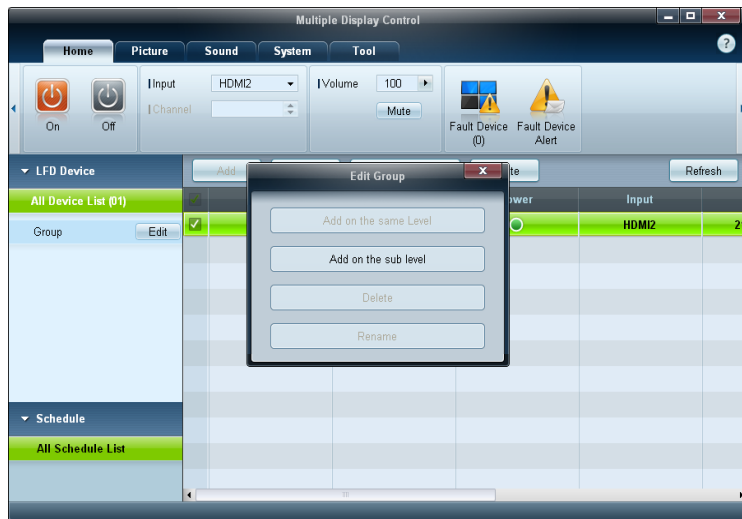 Multiple Display Control
Home Picture Sound System Tool
?
Input HDMI2
Volume 100
Channel
Mute
On Off
Fault Device (0)
Fault Device Alert
LFD Device
Add
Refresh
Edit Group
All Device List (01)
Input
Group Edit
HDMI2
Add on the same Level
Add on the sub level
Delete
Rename
Schedule
All Schedule List